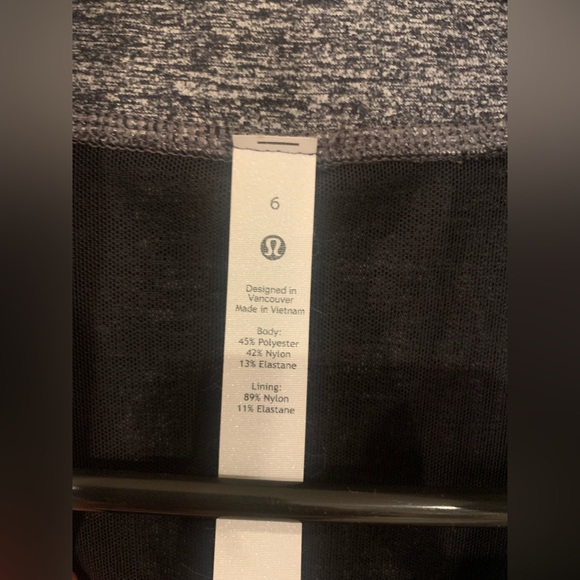 6
Designed in
Vancouver
Made in Vietnam
Body:
45% Polyester
42% Nylon
13% Elastane
Lining:
89% Nylon
11% Elastane